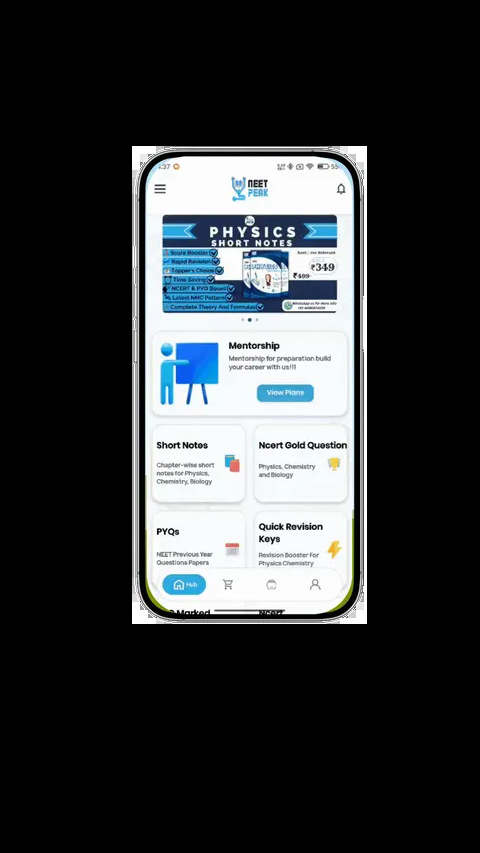 NEET
PEAK
PHYSICS
SHORT NOTES
Score Booster
Rapid Revision
Topper's Choice
Time Saving
NCERT & PYQ Based
Latest NMC Pattern
Complete Theory And Formulas
₹499
₹349
Mentorship
Mentorship for preparation build
your career with us!!!
View Plans
Short Notes
Chapter-wise short
notes for Physics,
Chemistry, Biology
Ncert Gold Question
Physics, Chemistry
and Biology
PYQs
NEET Previous Year
Questions Papers
Quick Revision
Keys
Revision Booster For
Physics Chemistry
Hub
Marked
Ncert